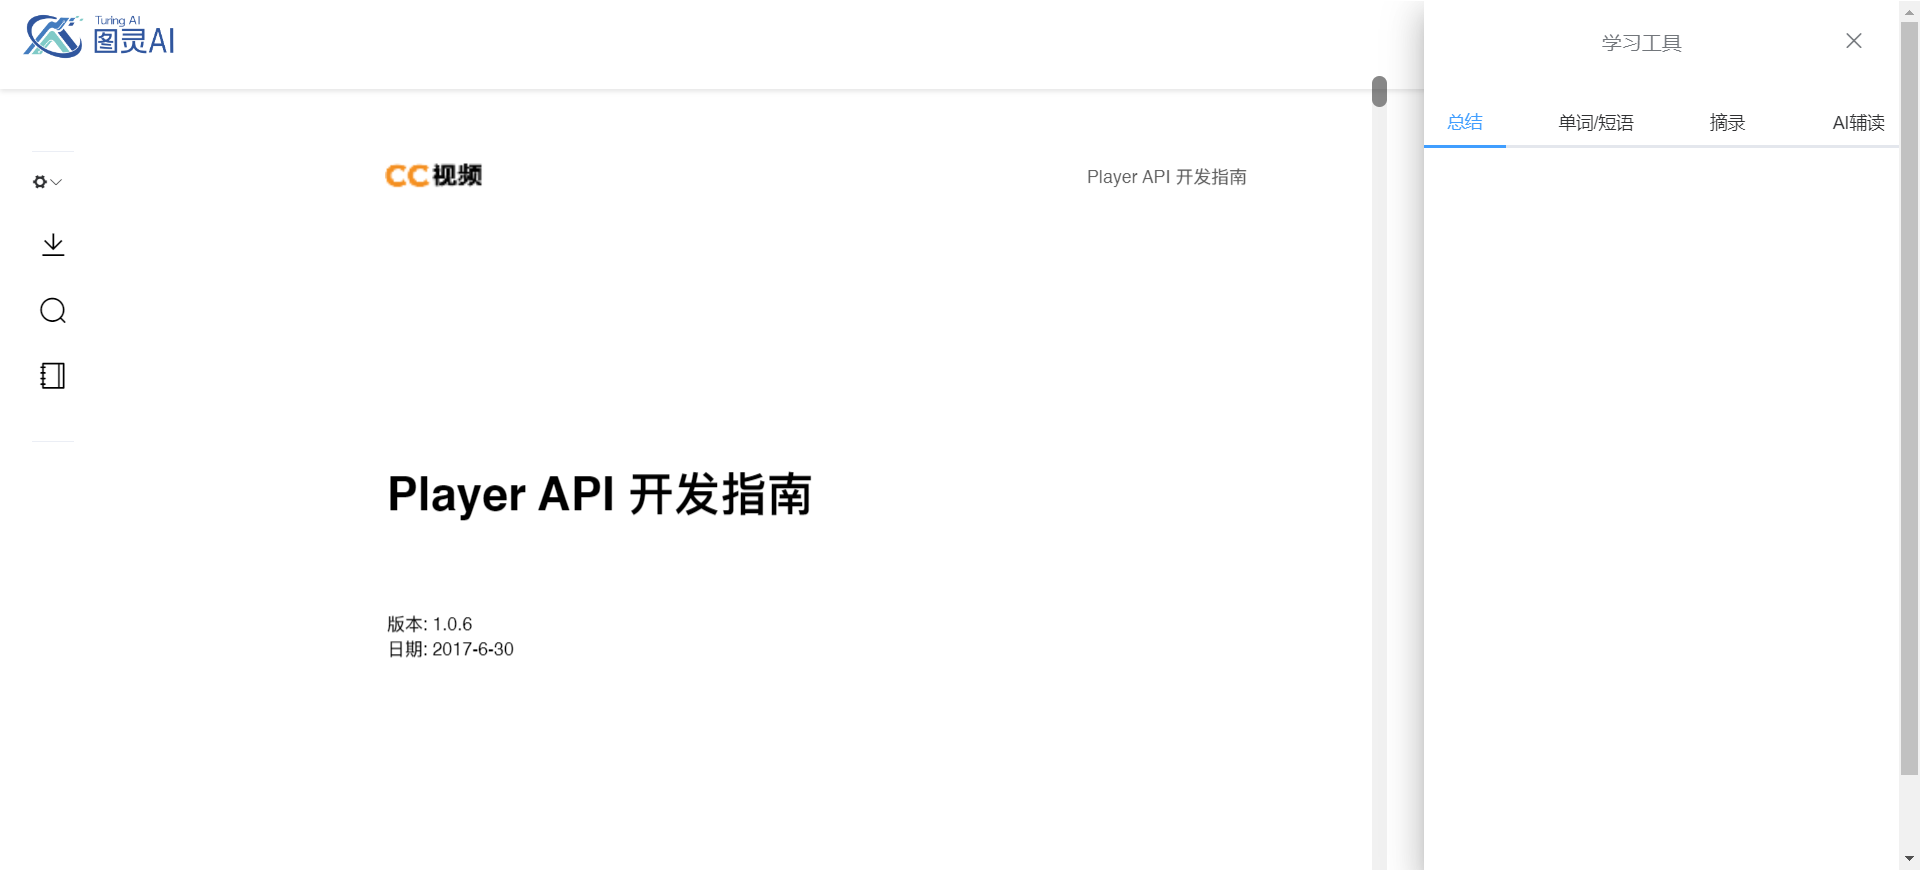 Turing AI
图灵AI
学习工具
总结
单词/短语
摘录
AI辅读
CC视频
Player API 开发指南
Player API 开发指南
版本: 1.0.6
日期: 2017-6-30